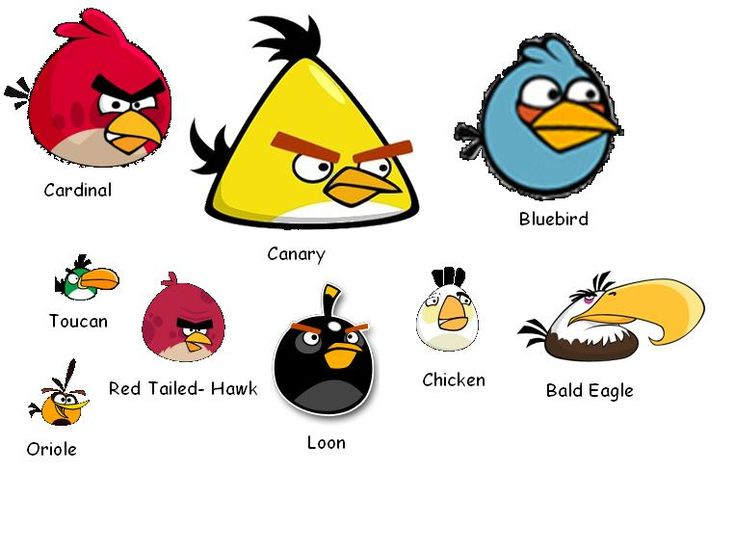 Cardinal
Canary
Bluebird
Toucan
Red Tailed- Hawk
Chicken
Bald Eagle
Oriole
Loon